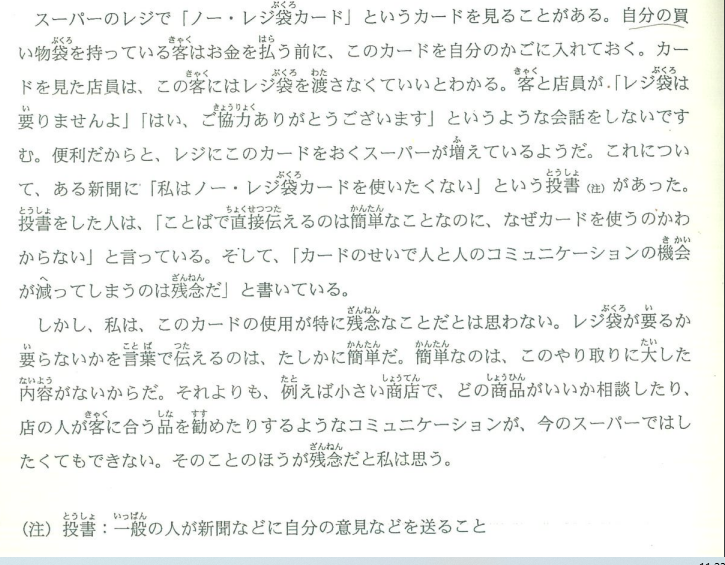 スーパーのレジで「ノー・レジ袋カード」というカードを見ることがある。自分の買
い物袋を持っている客はお金を払う前に、このカードを自分のかごに入れておく。カー
ドを見た店員は、この客にはレジ袋を渡さなくていいとわかる。客と店員が「レジ袋は
要りませんよ」「はい、ご協力ありがとうございます」というような会話をしないです
む。便利だからと、レジにこのカードをおくスーパーが増えているようだ。これについ
て、ある新聞に「私はノー・レジ袋カードを使いたくない」という投書(注)があった。
投書をした人は、「ことばで直接伝えるのは簡単なことなのに、なぜカードを使うのかわ
からない」と言っている。そして、「カードのせいで人と人のコミュニケーションの機会
が減ってしまうのは残念だ」と書いている。
しかし、私は、このカードの使用が特に残念なことだとは思わない。レジ袋が要るか
要らないかを言葉で伝えるのは、たしかに簡単だ。簡単なのは、このやり取りに大した
内容がないからだ。それよりも、例えば小さい商店で、どの商品がいいか相談したり、
店の人が客に合う品を勧めたりするようなコミュニケーションが、今のスーパーではし
たくてもできない。そのことのほうが残念だと私は思う。
(注) 投書:一般の人が新聞などに自分の意見などを送ること